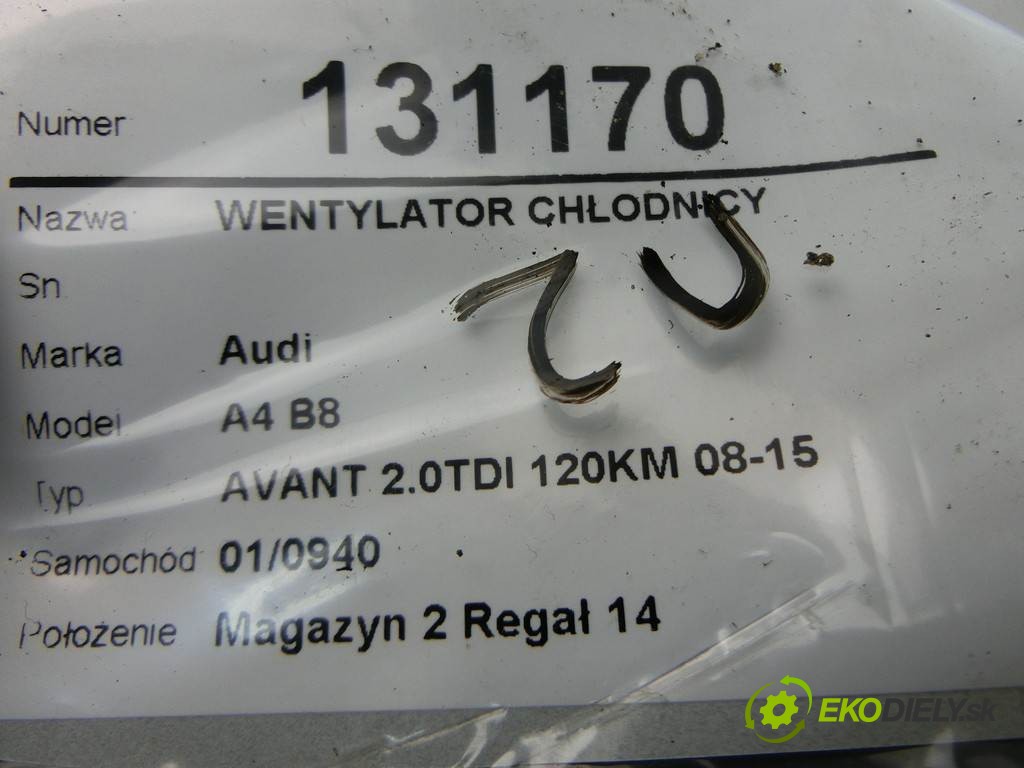 Numer 131170
Nazwa: WENTYLATOR CHŁODNICY
Sn
Marka Audi
Model A4 B8
Typ AVANT 2.0TDI 120KM 08-15
Samochód 01/0940
Położenie Magazyn 2 Regał 14
EKODIELY.sk